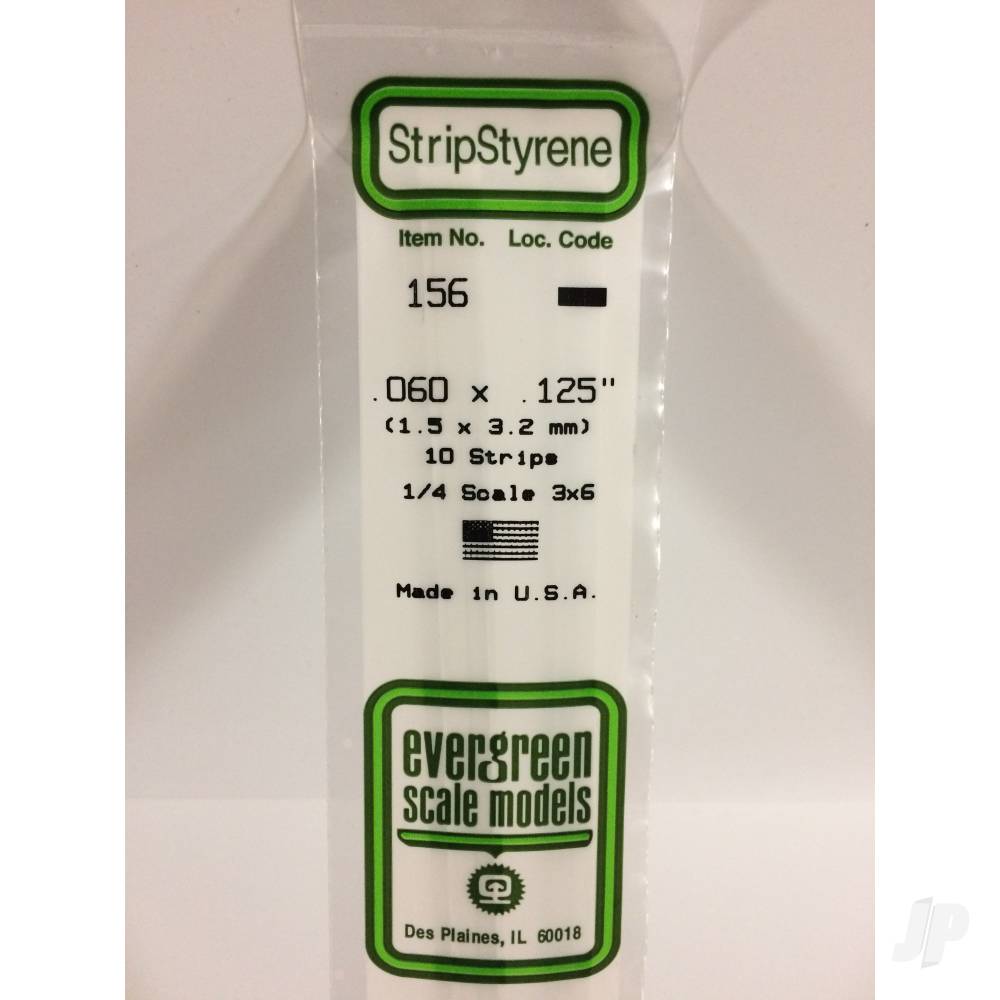 StripStyrene
Item No. Loc. Code
156
.060 x .125"
(1.5 x 3.2 mm)
10 Strips
1/4 Scale 3x6
Made in U.S.A.
evergreen
scale models
Des Plaines, IL 60018
JP